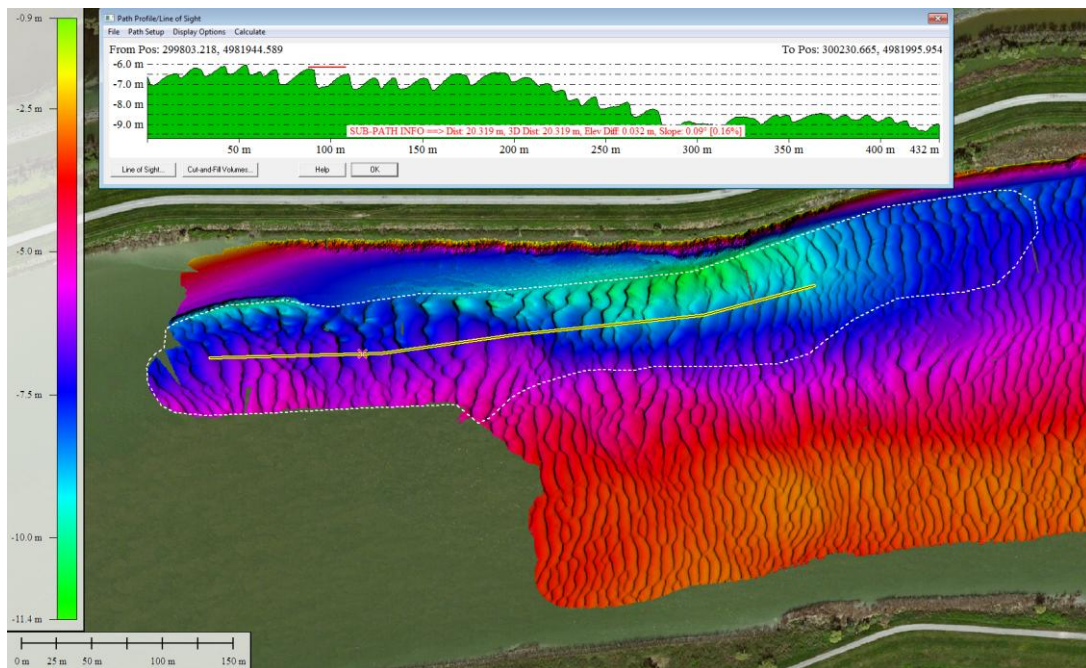 -0.9 m
-2.5 m
-5.0 m
-7.5 m
-10.0 m
-11.4 m
Path Profile/Line of Sight
File Path Setup Display Options Calculate
From Pos: 299803.218, 4981944.589 To Pos: 300230.665, 4981995.954
-6.0 m
-7.0 m
-8.0 m
-9.0 m
SUB-PATH INFO ==> Dist: 20.319 m, 3D Dist: 20.319 m, Elev Diff: 0.032 m, Slope: 0.09° [0.16%]
50 m 100 m 150 m 200 m 250 m 300 m 350 m 400 m 432 m
Line of Sight... Cut-and-Fill Volumes... Help OK
0 m 25 m 50 m 100 m 150 m